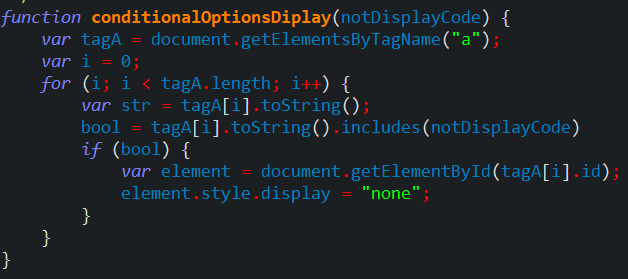 function conditionalOptionsDiplay(notDisplayCode) {
    var tagA = document.getElementsByTagName("a");
    var i = 0;
    for (i; i < tagA.length; i++) {
        var str = tagA[i].toString();
        bool = tagA[i].toString().includes(notDisplayCode)
        if (bool) {
            var element = document.getElementById(tagA[i].id);
            element.style.display = "none";
        }
    }
}